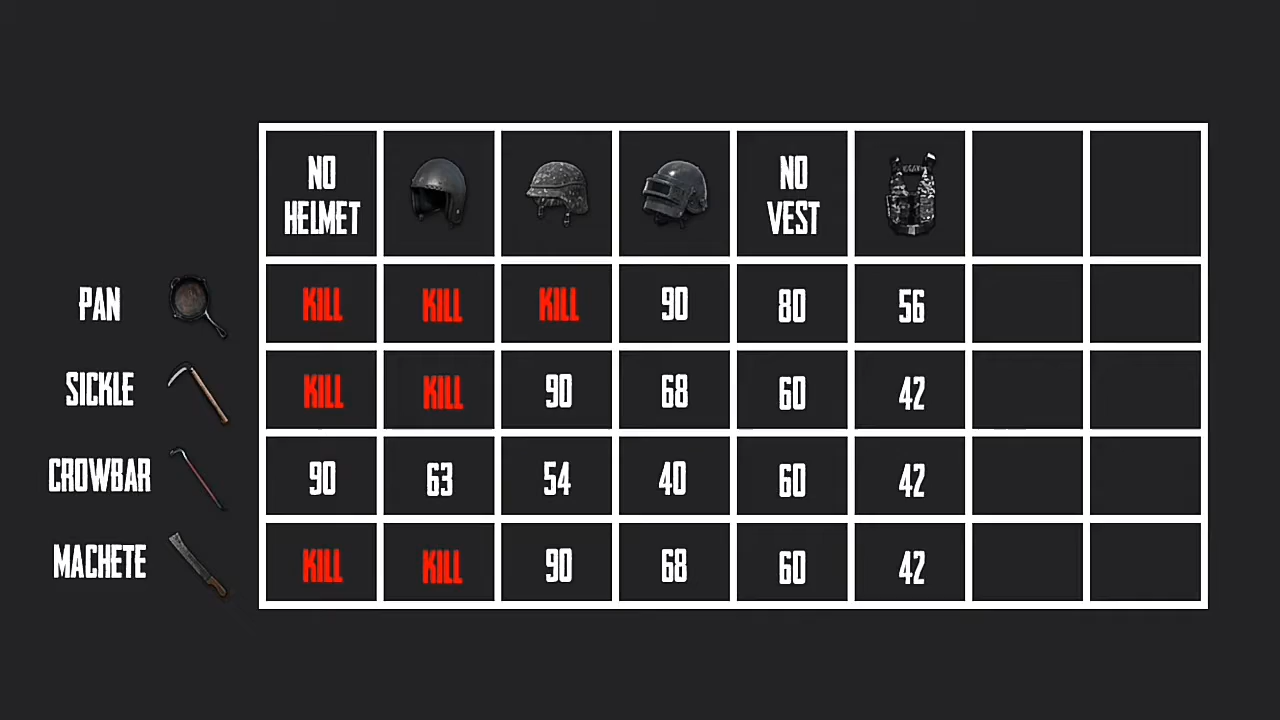 NO
HELMET
NO
VEST
PAN KILL KILL KILL 90 80 56
SICKLE KILL KILL 90 68 60 42
CROWBAR 90 63 54 40 60 42
MACHETE KILL KILL 90 68 60 42